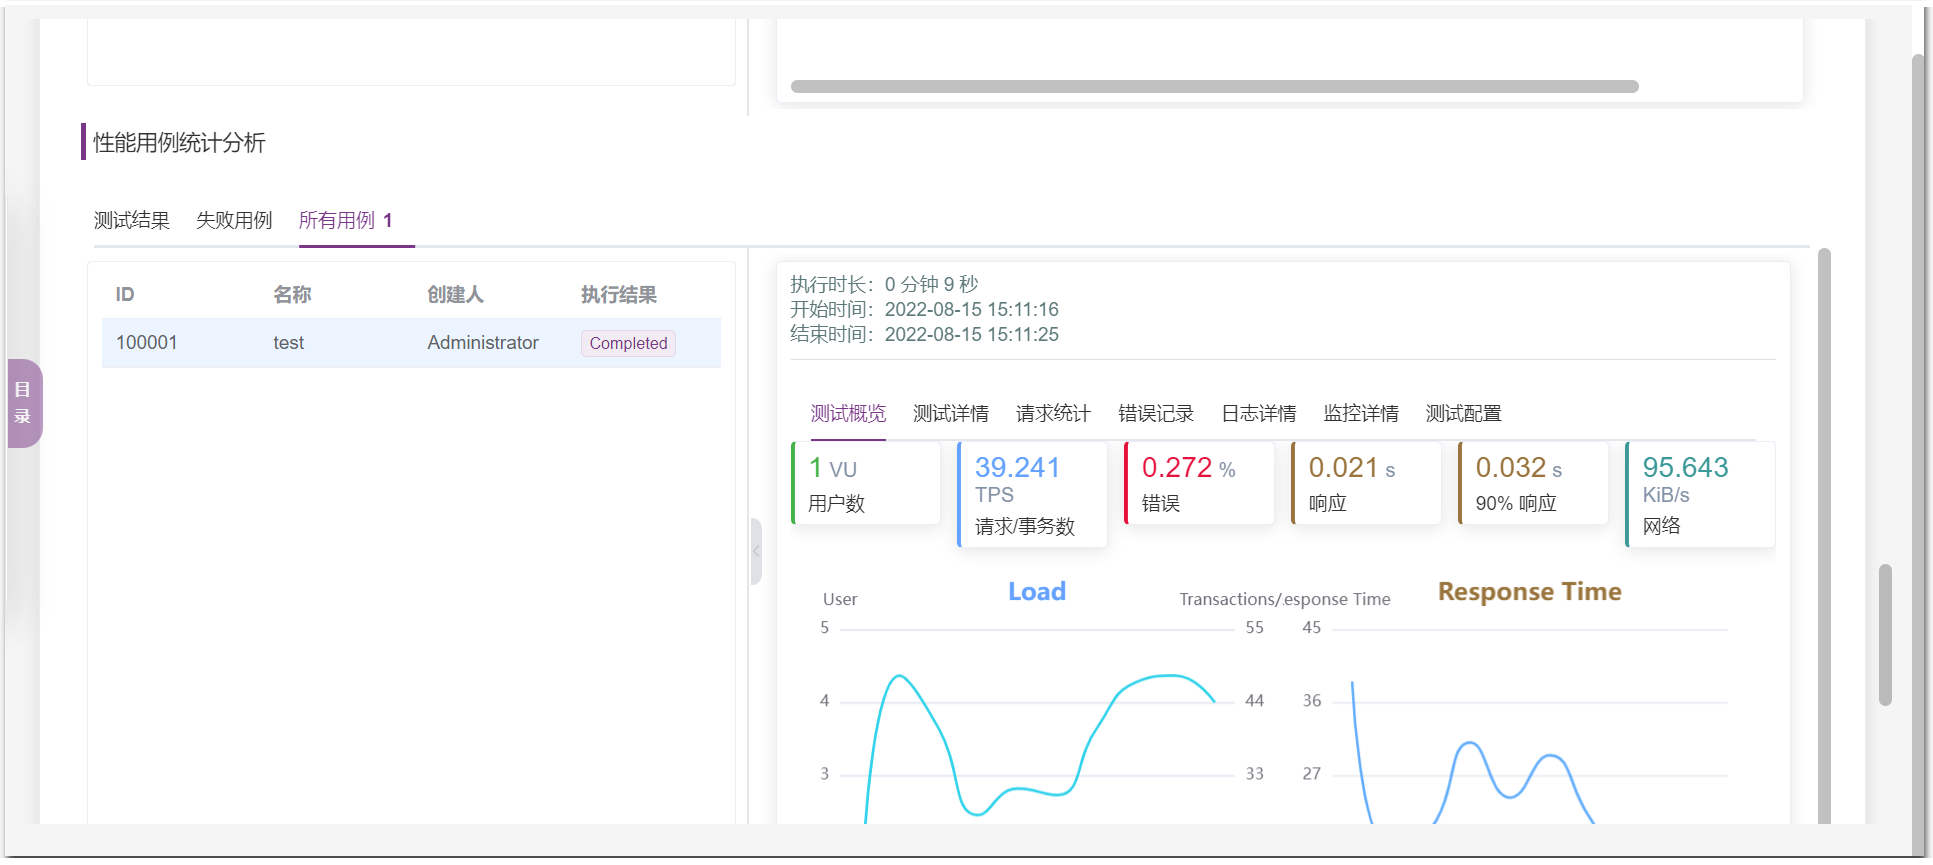 性能用例统计分析
测试结果 失败用例 所有用例 1
ID 名称 创建人 执行结果
100001 test Administrator Completed
目
录
执行时长：0 分钟 9 秒
开始时间：2022-08-15 15:11:16
结束时间：2022-08-15 15:11:25
测试概览 测试详情 请求统计 错误记录 日志详情 监控详情 测试配置
1 VU
用户数
39.241
TPS
请求/事务数
0.272 %
错误
0.021 s
响应
0.032 s
90% 响应
95.643
KiB/s
网络
User Load Transactions/.esponse Time Response Time
5 55 45
4 44 36
3 33 27